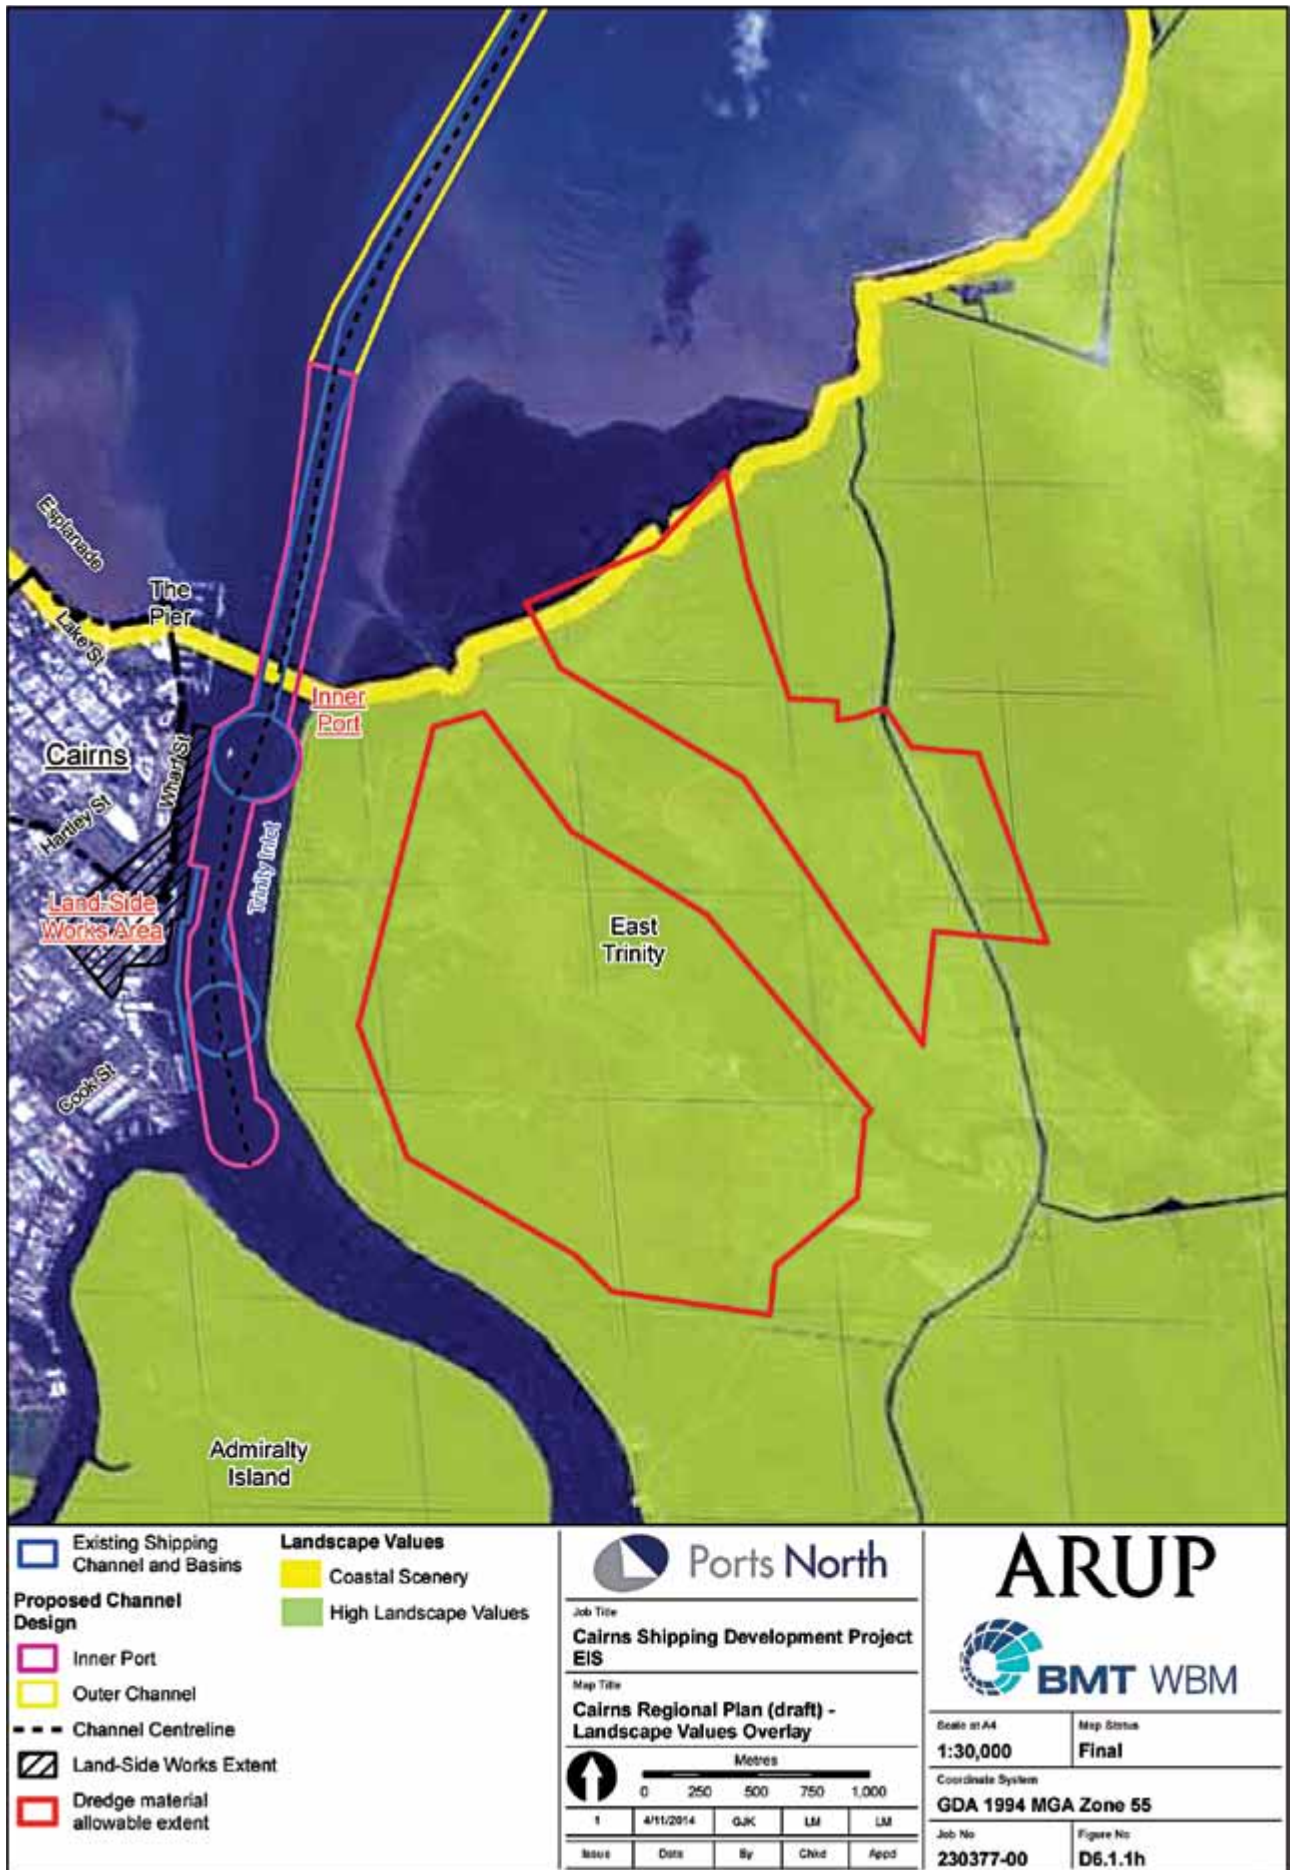 Esplanade
The
Pier
Lake St
Inner
Port
Cairns
Wharf St
Hartley St
Trinity Inlet
Land-Side
Works Area
East
Trinity
Cook St
Admiralty
Island
Existing Shipping
Channel and Basins
Proposed Channel
Design
Inner Port
Outer Channel
Channel Centreline
Land-Side Works Extent
Dredge material
allowable extent
Landscape Values
Coastal Scenery
High Landscape Values
Ports North
Job Title
Cairns Shipping Development Project
EIS
Map Title
Cairns Regional Plan (draft) -
Landscape Values Overlay
Metres
0 250 500 750 1,000
1 4/11/2014 GJK LM LM
Issue Date By Chkd Appd
ARUP
BMT WBM
Scale at A4
1:30,000
Map Status
Final
Coordinate System
GDA 1994 MGA Zone 55
Job No
230377-00
Figure No
D6.1.1h